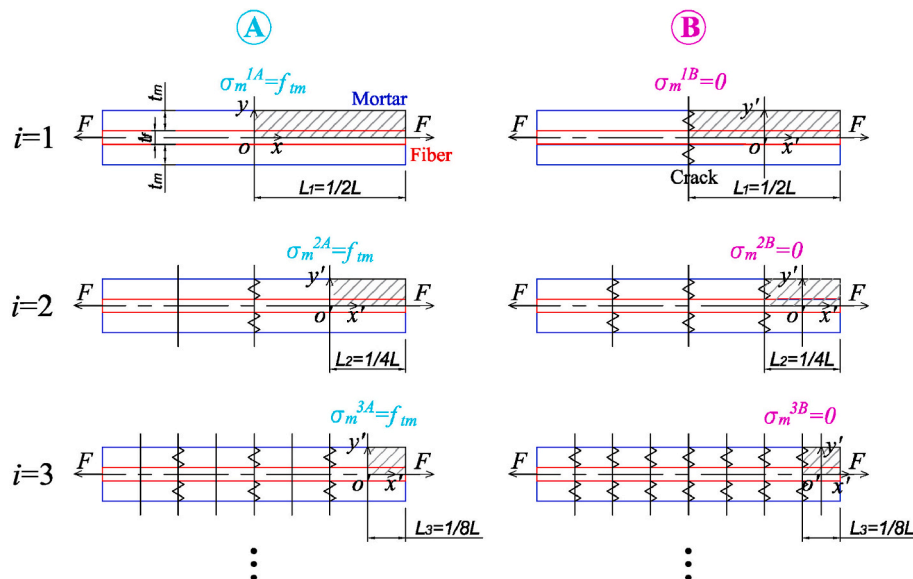 A B
σₘ¹ᴬ=fₜₘ σₘ¹ᴮ=0
tₘ y Mortar y'
i=1 F t_f o x F F o' x' F
tₘ Fiber
Crack
L₁=1/2L L₁=1/2L
σₘ²ᴬ=fₜₘ σₘ²ᴮ=0
y' y'
i=2 F o' x' F F o' x' F
L₂=1/4L L₂=1/4L
σₘ³ᴬ=fₜₘ σₘ³ᴮ=0
y' y'
i=3 F o' x' F F o' x' F
L₃=1/8L L₃=1/8L